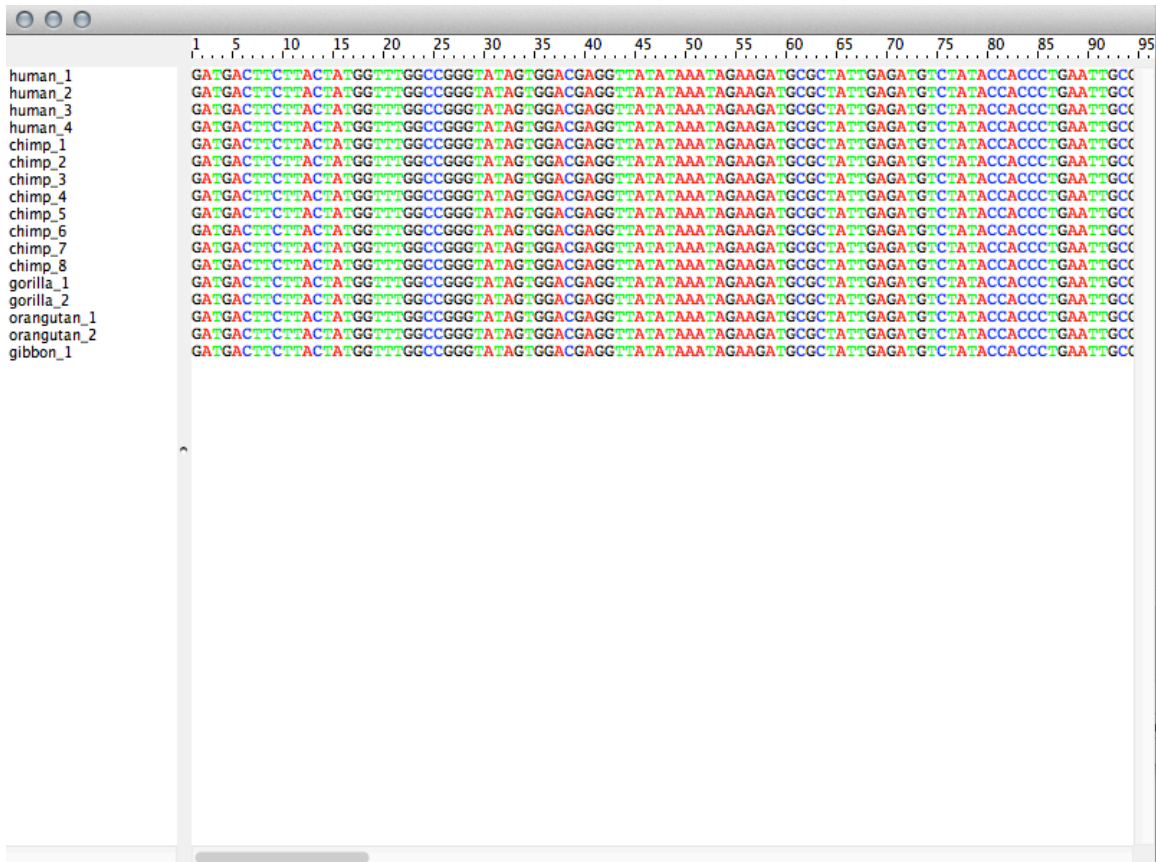 1 5 10 15 20 25 30 35 40 45 50 55 60 65 70 75 80 85 90 95
human_1 GATGACTTCTTACTATGGTTTGGCCGGGTATAGTGGACGAGGTTATATAAATAGAAGATGCGCTATTGAGATGTCTATACCACCCTGAATTGCC
human_2 GATGACTTCTTACTATGGTTTGGCCGGGTATAGTGGACGAGGTTATATAAATAGAAGATGCGCTATTGAGATGTCTATACCACCCTGAATTGCC
human_3 GATGACTTCTTACTATGGTTTGGCCGGGTATAGTGGACGAGGTTATATAAATAGAAGATGCGCTATTGAGATGTCTATACCACCCTGAATTGCC
human_4 GATGACTTCTTACTATGGTTTGGCCGGGTATAGTGGACGAGGTTATATAAATAGAAGATGCGCTATTGAGATGTCTATACCACCCTGAATTGCC
chimp_1 GATGACTTCTTACTATGGTTTGGCCGGGTATAGTGGACGAGGTTATATAAATAGAAGATGCGCTATTGAGATGTCTATACCACCCTGAATTGCC
chimp_2 GATGACTTCTTACTATGGTTTGGCCGGGTATAGTGGACGAGGTTATATAAATAGAAGATGCGCTATTGAGATGTCTATACCACCCTGAATTGCC
chimp_3 GATGACTTCTTACTATGGTTTGGCCGGGTATAGTGGACGAGGTTATATAAATAGAAGATGCGCTATTGAGATGTCTATACCACCCTGAATTGCC
chimp_4 GATGACTTCTTACTATGGTTTGGCCGGGTATAGTGGACGAGGTTATATAAATAGAAGATGCGCTATTGAGATGTCTATACCACCCTGAATTGCC
chimp_5 GATGACTTCTTACTATGGTTTGGCCGGGTATAGTGGACGAGGTTATATAAATAGAAGATGCGCTATTGAGATGTCTATACCACCCTGAATTGCC
chimp_6 GATGACTTCTTACTATGGTTTGGCCGGGTATAGTGGACGAGGTTATATAAATAGAAGATGCGCTATTGAGATGTCTATACCACCCTGAATTGCC
chimp_7 GATGACTTCTTACTATGGTTTGGCCGGGTATAGTGGACGAGGTTATATAAATAGAAGATGCGCTATTGAGATGTCTATACCACCCTGAATTGCC
chimp_8 GATGACTTCTTACTATGGTTTGGCCGGGTATAGTGGACGAGGTTATATAAATAGAAGATGCGCTATTGAGATGTCTATACCACCCTGAATTGCC
gorilla_1 GATGACTTCTTACTATGGTTTGGCCGGGTATAGTGGACGAGGTTATATAAATAGAAGATGCGCTATTGAGATGTCTATACCACCCTGAATTGCC
gorilla_2 GATGACTTCTTACTATGGTTTGGCCGGGTATAGTGGACGAGGTTATATAAATAGAAGATGCGCTATTGAGATGTCTATACCACCCTGAATTGCC
orangutan_1 GATGACTTCTTACTATGGTTTGGCCGGGTATAGTGGACGAGGTTATATAAATAGAAGATGCGCTATTGAGATGTCTATACCACCCTGAATTGCC
orangutan_2 GATGACTTCTTACTATGGTTTGGCCGGGTATAGTGGACGAGGTTATATAAATAGAAGATGCGCTATTGAGATGTCTATACCACCCTGAATTGCC
gibbon_1 GATGACTTCTTACTATGGTTTGGCCGGGTATAGTGGACGAGGTTATATAAATAGAAGATGCGCTATTGAGATGTCTATACCACCCTGAATTGCC